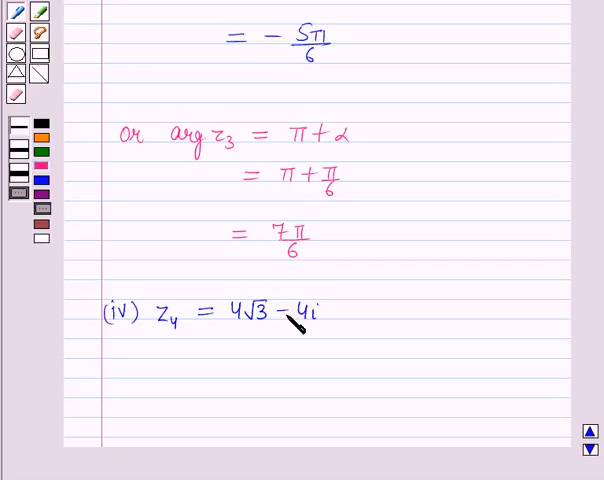 = - 5π/6
or arg z₃ = π + α
= π + π/6
= 7π/6
(iv) z₄ = 4√3 - 4i